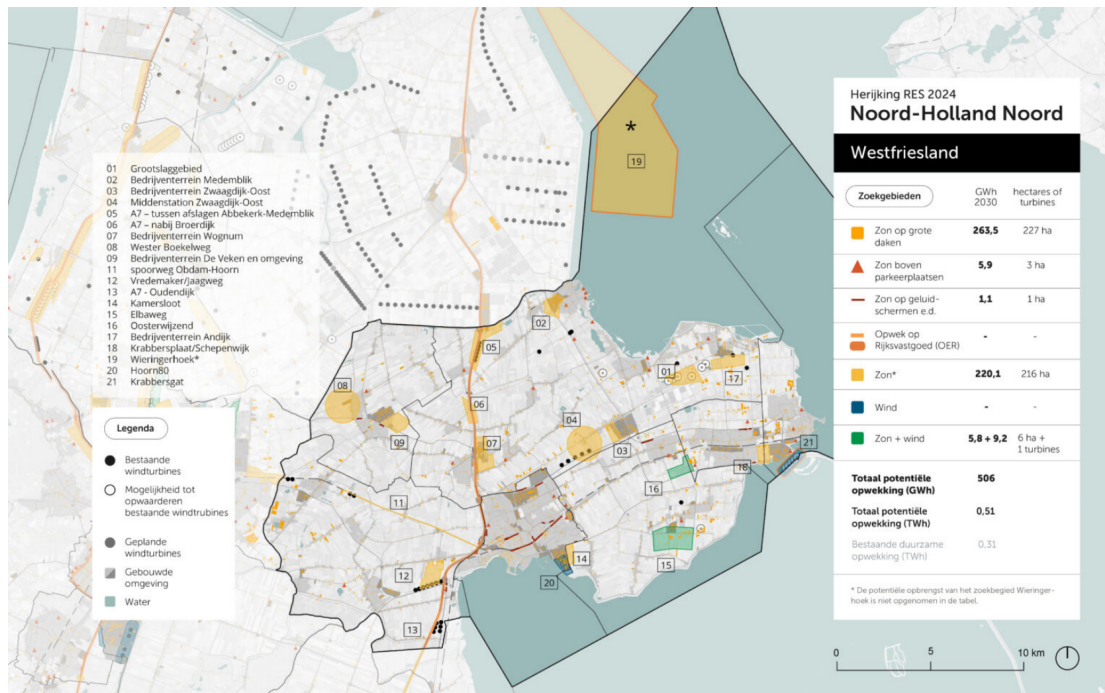 Herijking RES 2024
Noord-Holland Noord
Westfriesland
Zoekgebieden
GWh 2030
hectares of turbines
Zon op grote daken
263,5
227 ha
Zon boven parkeerplaatsen
5,9
3 ha
Zon op geluid-
schermen e.d.
1,1
1 ha
Opwek op Rijksvastgoed (OER)
-
-
Zon*
220,1
216 ha
Wind
-
-
Zon + wind
5,8 + 9,2
6 ha + 1 turbines
Totaal potentiële opwekking (GWh)
506
Totaal potentiële opwekking (TWh)
0,51
Bestaande duurzame opwekking (TWh)
0,31
* De potentiële opbrengst van het zoekbegied Wieringer-
hoek is niet opgenomen in de tabel.
01 Grootslaggebied
02 Bedrijventerrein Medemblik
03 Bedrijventerrein Zwaagdijk-Oost
04 Middenstation Zwaagdijk-Oost
05 A7 – tussen afslagen Abbekerk-Medemblik
06 A7 – nabij Broerdijk
07 Bedrijventerrein Wognum
08 Wester Boekelweg
09 Bedrijventerrein De Veken en omgeving
11 spoorweg Obdam-Hoorn
12 Vredemaker/Jaagweg
13 A7 - Oudendijk
14 Kamersloot
15 Elbaweg
16 Oosterwijzend
17 Bedrijventerrein Andijk
18 Krabbersplaat/Schepenwijk
19 Wieringerhoek*
20 Hoorn80
21 Krabbersgat
Legenda
Bestaande windturbines
Mogelijkheid tot opwaarderen bestaande windtrubines
Geplande windturbines
Gebouwde omgeving
Water
*
19
02
05
01
17
08
06
04
09
07
03
21
18
11
16
14
15
20
12
13
0 5 10 km